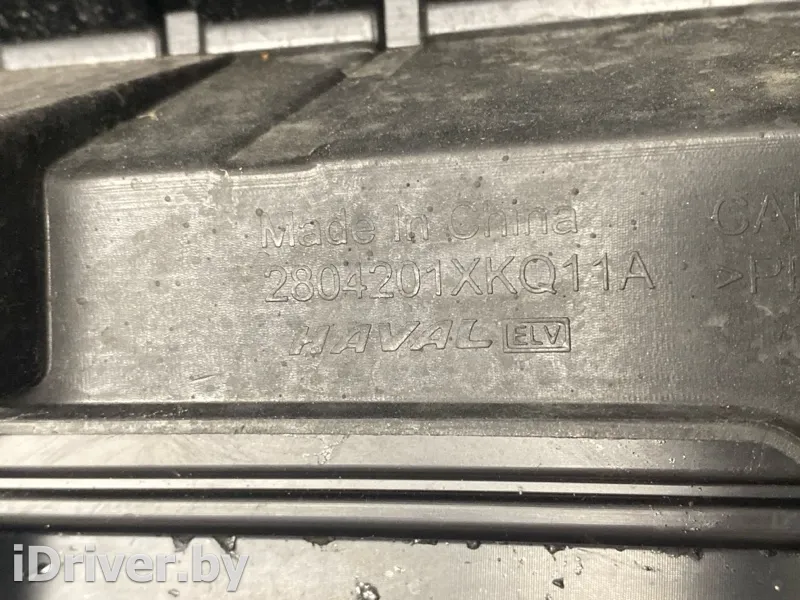 Made In China
2804201XKQ11A
HAVAL ELV
iDriver.by